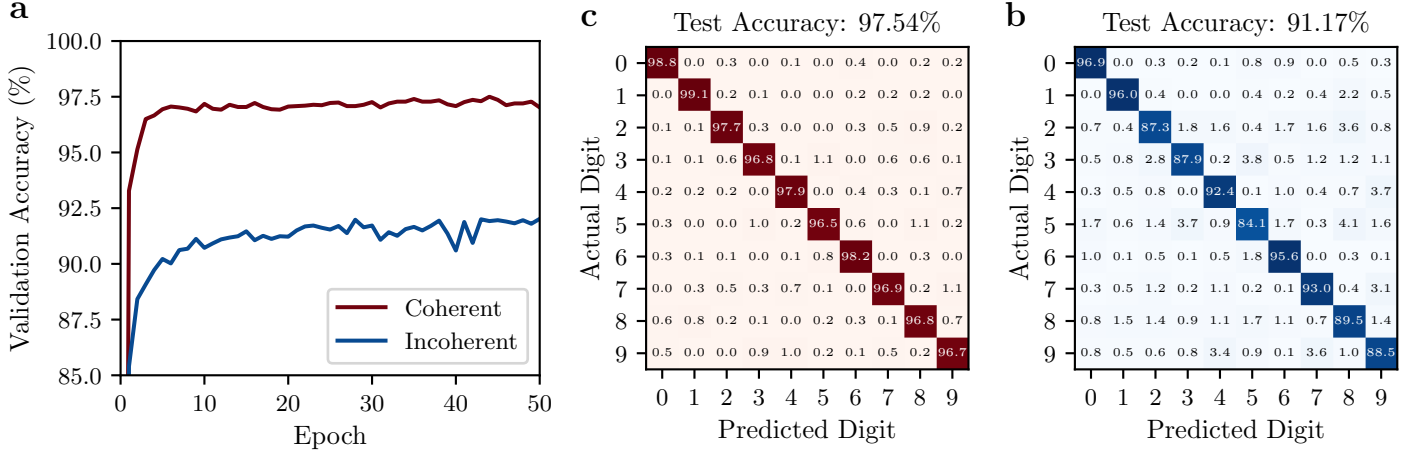 a
100.0
97.5
95.0
92.5
90.0
87.5
85.0
Validation Accuracy (%)
0 10 20 30 40 50
Epoch
Coherent
Incoherent
c
Test Accuracy: 97.54%
Actual Digit
0 98.8 0.0 0.3 0.0 0.1 0.0 0.4 0.0 0.2 0.2
1 0.0 99.1 0.2 0.1 0.0 0.0 0.2 0.2 0.2 0.0
2 0.1 0.1 97.7 0.3 0.0 0.0 0.3 0.5 0.9 0.2
3 0.1 0.1 0.6 96.8 0.1 1.1 0.0 0.6 0.6 0.1
4 0.2 0.2 0.2 0.0 97.9 0.0 0.4 0.3 0.1 0.7
5 0.3 0.0 0.0 1.0 0.2 96.5 0.6 0.0 1.1 0.2
6 0.3 0.2 0.1 0.0 0.1 0.8 98.2 0.0 0.3 0.0
7 0.0 0.3 0.5 0.3 0.7 0.1 0.0 96.9 0.2 1.1
8 0.6 0.8 0.2 0.1 0.0 0.2 0.3 0.1 96.8 0.7
9 0.5 0.0 0.0 0.9 1.0 0.2 0.1 0.5 0.2 96.7
0 1 2 3 4 5 6 7 8 9
Predicted Digit
b
Test Accuracy: 91.17%
Actual Digit
0 96.9 0.0 0.3 0.2 0.1 0.8 0.9 0.0 0.5 0.3
1 0.0 96.0 0.4 0.0 0.0 0.2 0.4 0.4 2.2 0.5
2 0.7 0.4 87.3 1.8 1.6 0.4 1.7 1.6 3.6 0.8
3 0.5 0.8 2.8 87.9 0.2 3.8 0.5 1.2 1.2 1.1
4 0.3 0.5 0.8 0.0 92.4 0.1 1.0 0.4 0.7 3.7
5 1.7 0.6 1.4 3.7 0.9 84.1 1.7 0.3 4.1 1.6
6 1.0 0.1 0.5 0.1 0.5 1.8 95.6 0.0 0.3 0.1
7 0.3 0.5 1.2 0.2 1.1 0.2 0.1 93.0 0.4 3.1
8 0.8 1.5 1.4 0.9 1.1 1.7 1.1 0.7 89.5 1.4
9 0.8 0.5 0.6 0.8 3.4 0.9 0.1 3.6 1.0 88.5
0 1 2 3 4 5 6 7 8 9
Predicted Digit